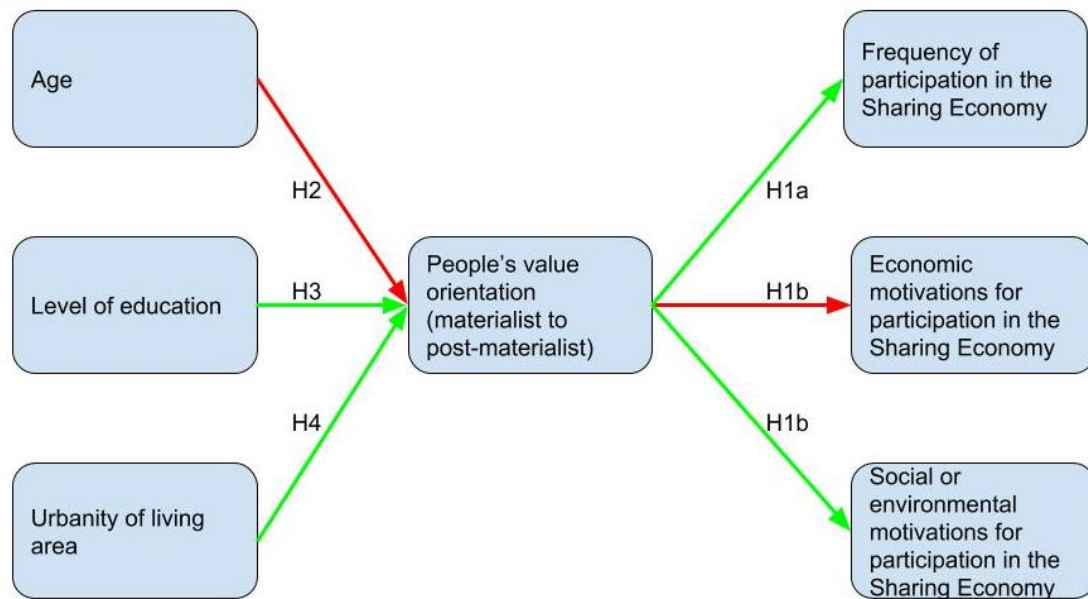 Age
Frequency of
participation in the
Sharing Economy
H2
H1a
Level of education
H3
People's value
orientation
(materialist to
post-materialist)
H1b
Economic
motivations for
participation in the
Sharing Economy
H4
H1b
Urbanity of living
area
Social or
environmental
motivations for
participation in the
Sharing Economy